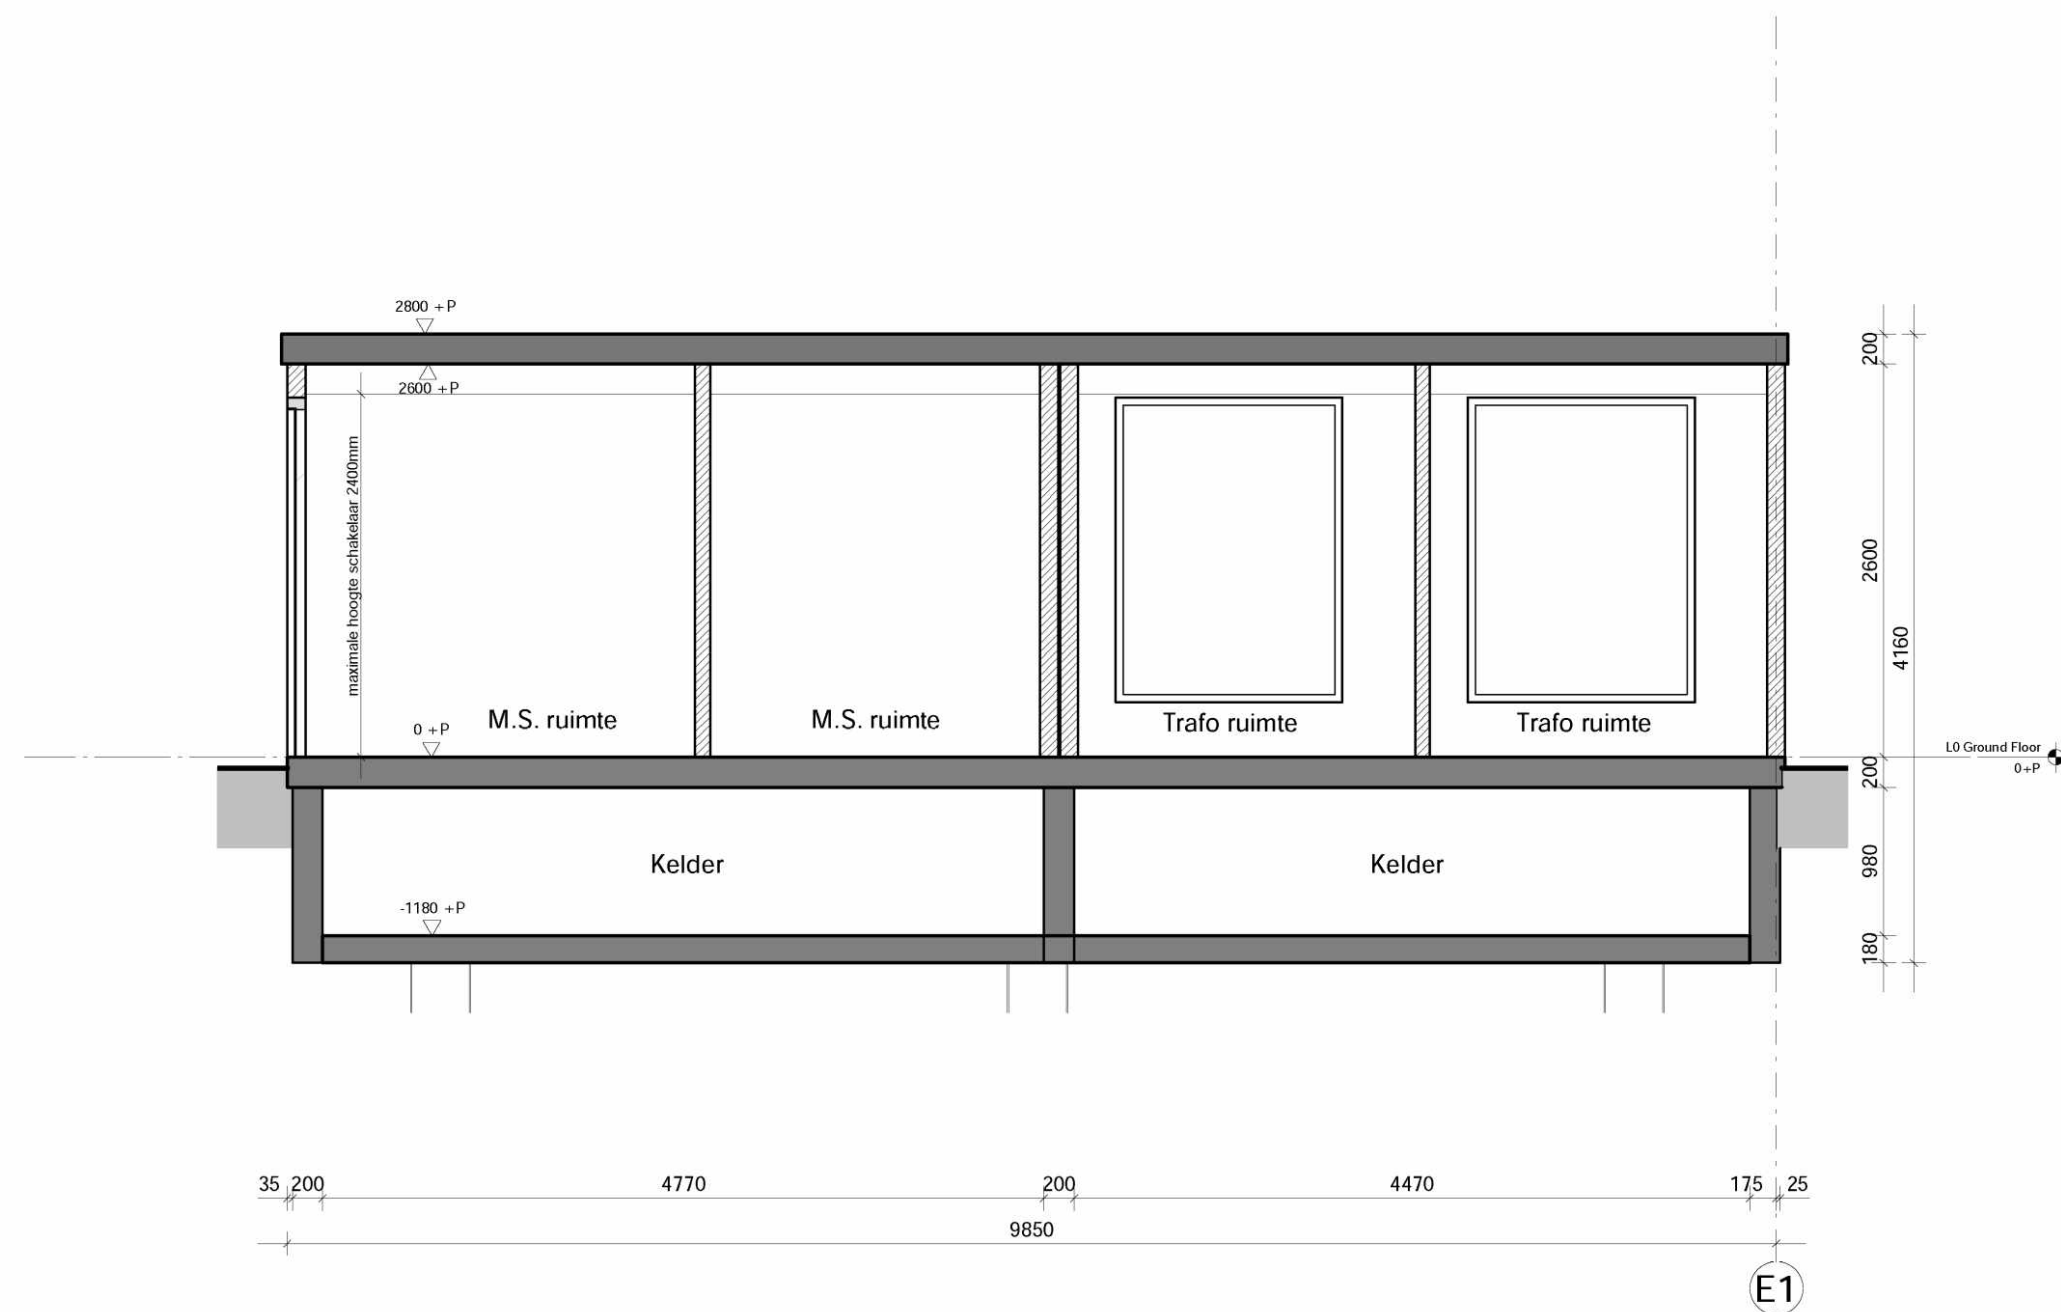 2800 +P
2600 +P
200
maximale hoogte schakelaar 2400mm
2600
4160
M.S. ruimte
M.S. ruimte
Trafo ruimte
Trafo ruimte
0 +P
L0 Ground Floor
0+P
200
Kelder
Kelder
980
-1180 +P
180
35 200 4770 200 4470 175 25
9850
E1